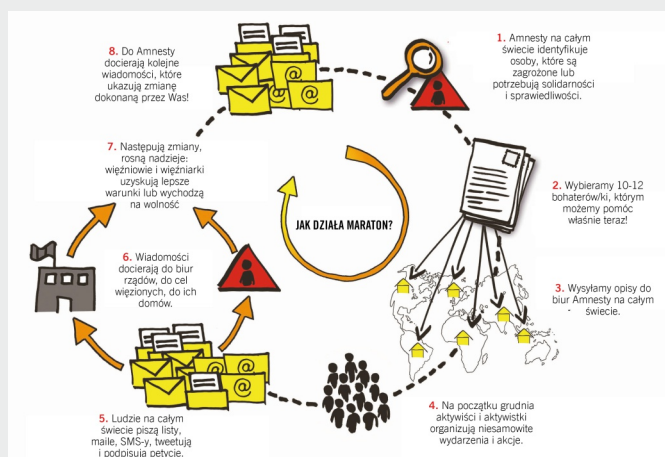 1. Amnesty na całym
świecie identyfikuje
osoby, które są
zagrożone lub
potrzebują solidarności
i sprawiedliwości.
2. Wybieramy 10-12
bohaterów/ki, którym
możemy pomóc
właśnie teraz!
3. Wysyłamy opisy do
biur Amnesty na całym
świecie.
4. Na początku grudnia
aktywiści i aktywistki
organizują niesamowite
wydarzenia i akcje.
5. Ludzie na całym
świecie piszą listy,
maile, SMS-y, tweetują
i podpisują petycje.
6. Wiadomości
docierają do biur
rządów, do cel
więzionych, do ich
domów.
7. Następują zmiany,
rosną nadzieje:
więźniowie i więźniarki
uzyskują lepsze
warunki lub wychodzą
na wolność
8. Do Amnesty
docierają kolejne
wiadomości, które
ukazują zmianę
dokonaną przez Was!
JAK DZIAŁA MARATON?